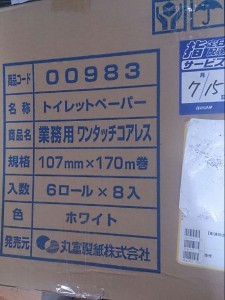 商品コード 00983
名称 トイレットペーパー
商品名 業務用 ワンタッチコアレス
規格 107mm×170m巻
入数 6ロール×8入
色 ホワイト
発売元 丸富製紙株式会社
指定日
配達
サービス
7/15